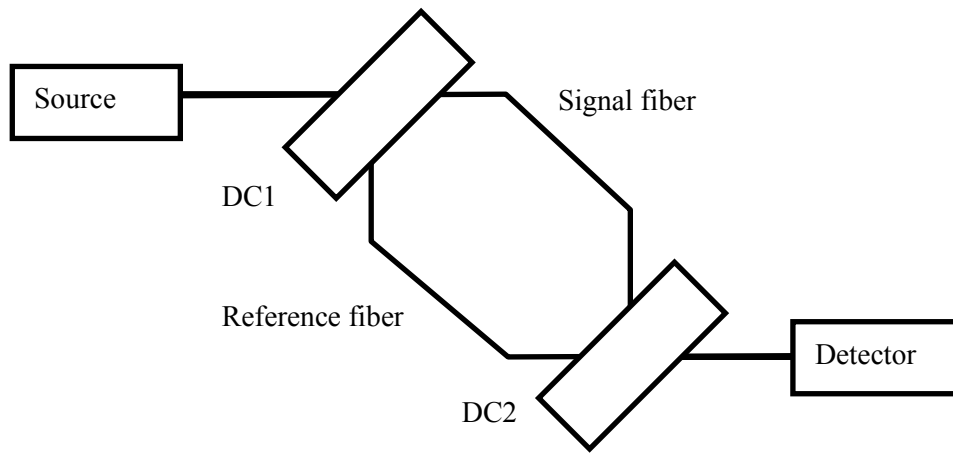 Source
Signal fiber
DC1
Reference fiber
Detector
DC2